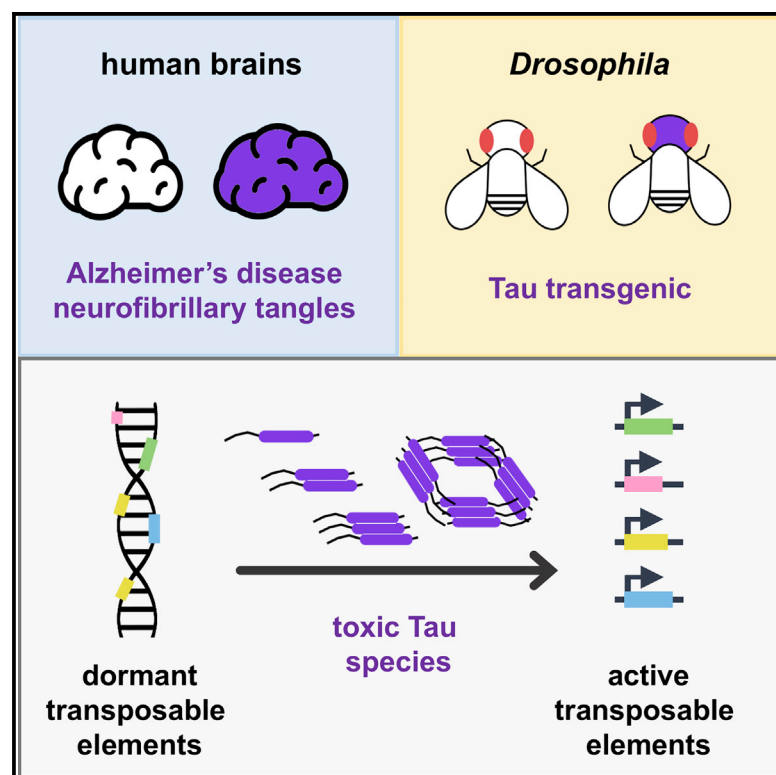 human brains
Drosophila
Alzheimer's disease
neurofibrillary tangles
Tau transgenic
toxic Tau
species
dormant
transposable
elements
active
transposable
elements